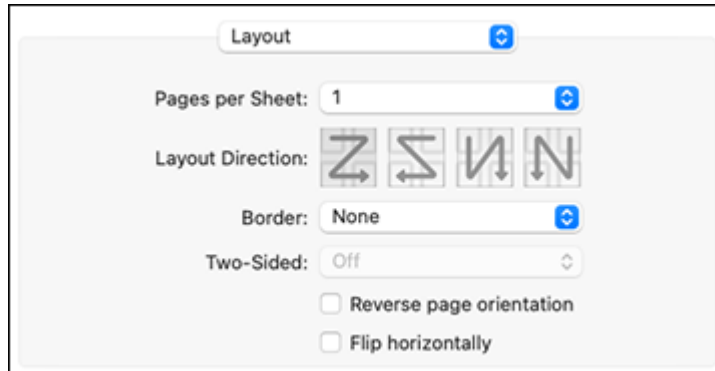 Layout
Pages per Sheet: 1
Layout Direction:
Border: None
Two-Sided: Off
Reverse page orientation
Flip horizontally